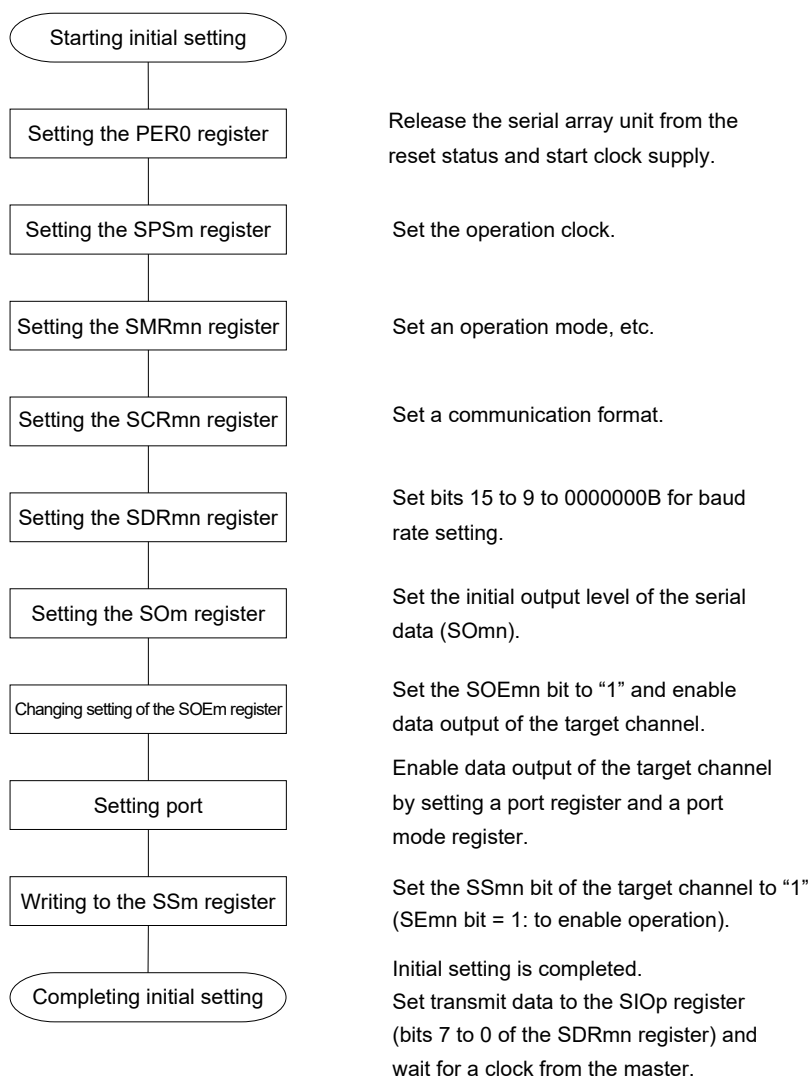 Starting initial setting
Setting the PER0 register
Release the serial array unit from the
reset status and start clock supply.
Setting the SPSm register
Set the operation clock.
Setting the SMRmn register
Set an operation mode, etc.
Setting the SCRmn register
Set a communication format.
Setting the SDRmn register
Set bits 15 to 9 to 0000000B for baud
rate setting.
Setting the SOm register
Set the initial output level of the serial
data (SOmn).
Changing setting of the SOEm register
Set the SOEmn bit to “1” and enable
data output of the target channel.
Setting port
Enable data output of the target channel
by setting a port register and a port
mode register.
Writing to the SSm register
Set the SSmn bit of the target channel to “1”
(SEmn bit = 1: to enable operation).
Completing initial setting
Initial setting is completed.
Set transmit data to the SIOp register
(bits 7 to 0 of the SDRmn register) and
wait for a clock from the master.